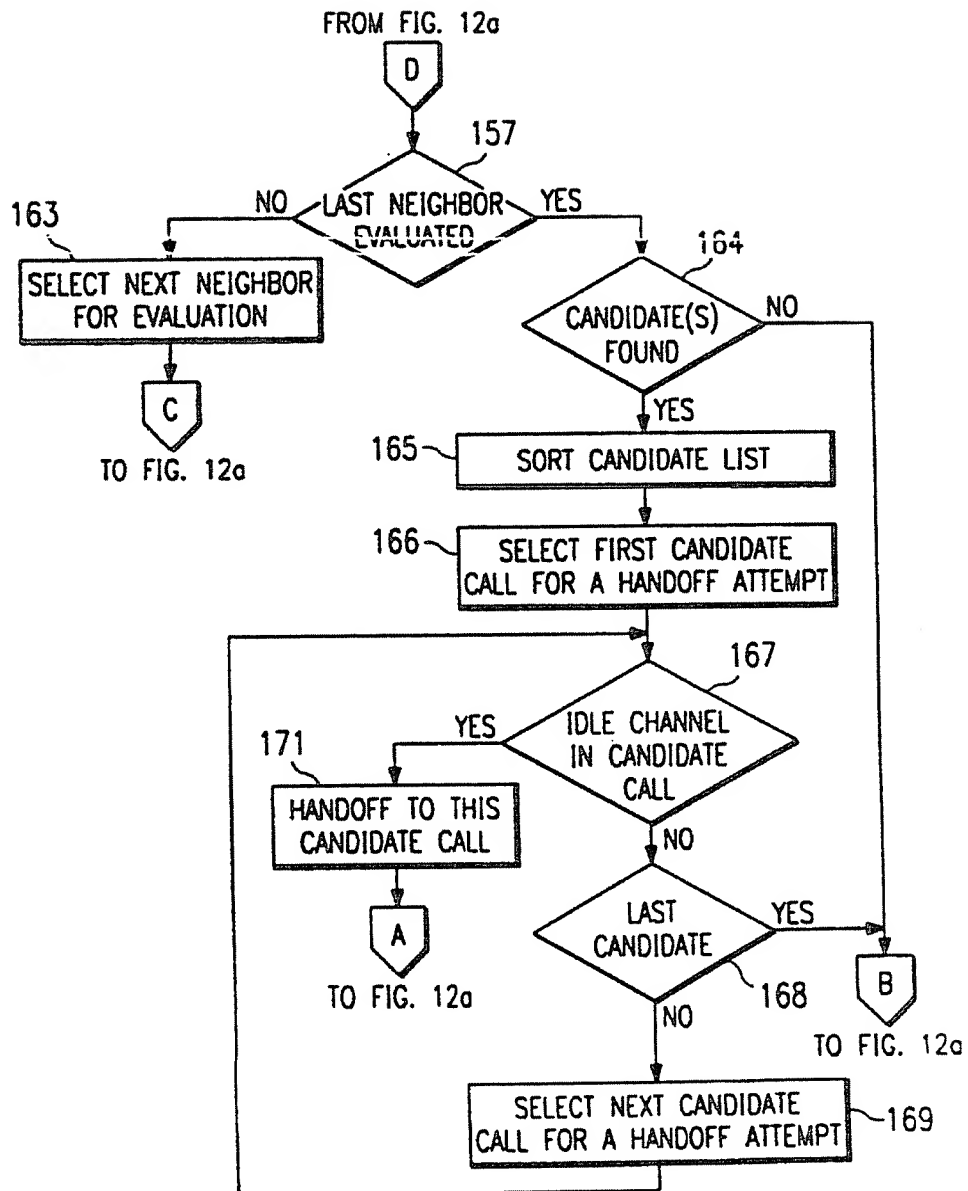 FROM FIG. 12a
D
157
NO
LAST NEIGHBOR
EVALUATED
YES
163
SELECT NEXT NEIGHBOR
FOR EVALUATION
C
TO FIG. 12a
164
CANDIDATE(S)
FOUND
NO
YES
165
SORT CANDIDATE LIST
166
SELECT FIRST CANDIDATE
CALL FOR A HANDOFF ATTEMPT
167
YES
IDLE CHANNEL
IN CANDIDATE
CALL
171
HANDOFF TO THIS
CANDIDATE CALL
NO
A
TO FIG. 12a
LAST
CANDIDATE
YES
168
NO
B
TO FIG. 12a
SELECT NEXT CANDIDATE
CALL FOR A HANDOFF ATTEMPT
169